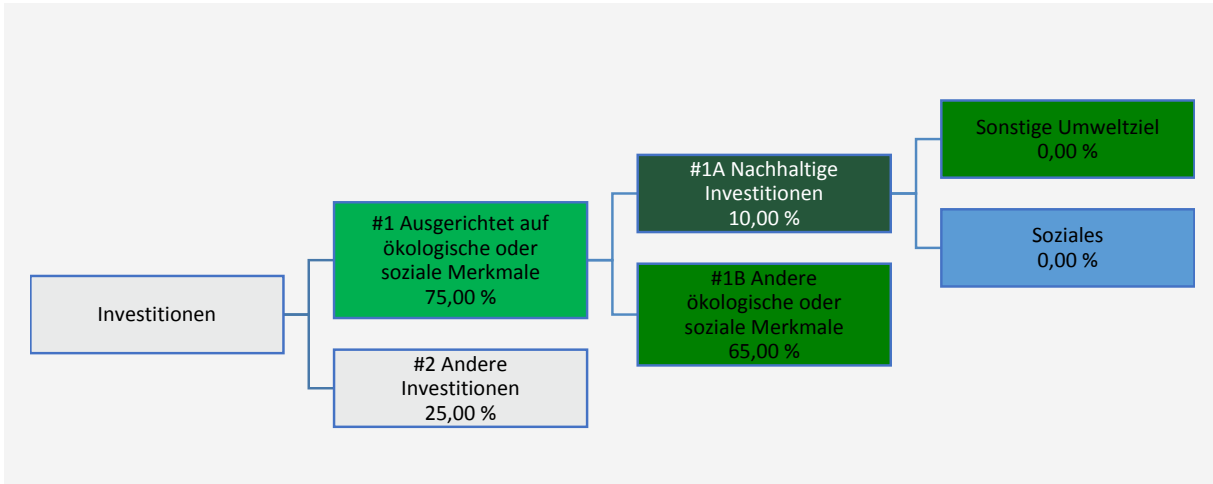 Investitionen
#1 Ausgerichtet auf
ökologische oder
soziale Merkmale
75,00 %
#2 Andere
Investitionen
25,00 %
#1A Nachhaltige
Investitionen
10,00 %
#1B Andere
ökologische oder
soziale Merkmale
65,00 %
Sonstige Umweltziel
0,00 %
Soziales
0,00 %